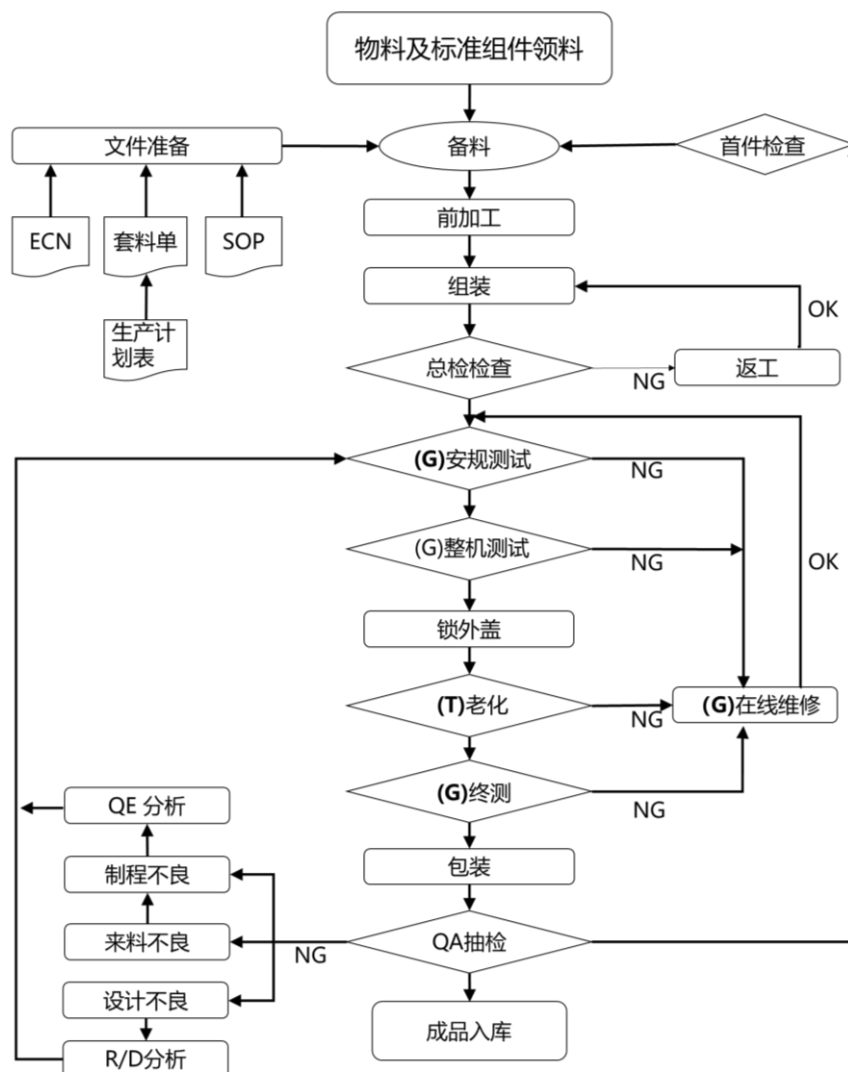 物料及标准组件领料
文件准备
备料
首件检查
前加工
ECN
套料单
SOP
组装
OK
生产计
划表
总检检查
NG
返工
(G)安规测试
NG
(G)整机测试
NG
OK
锁外盖
(T)老化
NG
(G)在线维修
QE 分析
(G)终测
NG
制程不良
包装
来料不良
NG
QA抽检
设计不良
成品入库
R/D分析